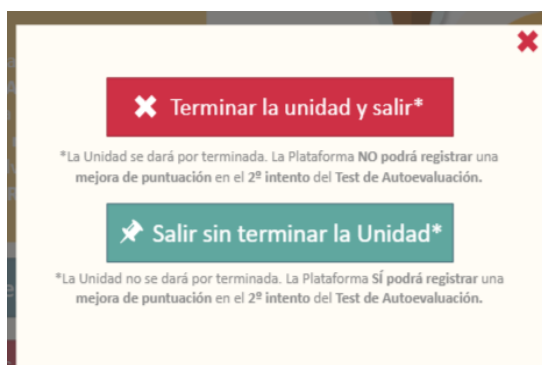 Terminar la unidad y salir*
*La Unidad se dará por terminada. La Plataforma NO podrá registrar una
mejora de puntuación en el 2º intento del Test de Autoevaluación.
Salir sin terminar la Unidad*
*La Unidad no se dará por terminada. La Plataforma SÍ podrá registrar una
mejora de puntuación en el 2º intento del Test de Autoevaluación.